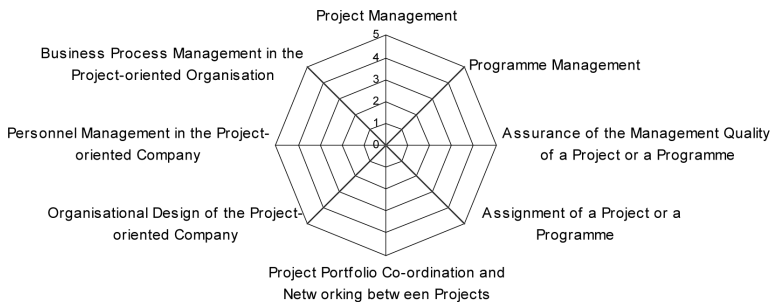 Project Management
5
4
3
2
1
0
Business Process Management in the
Project-oriented Organisation
Programme Management
Personnel Management in the Project-
oriented Company
Assurance of the Management Quality
of a Project or a Programme
Organisational Design of the Project-
oriented Company
Assignment of a Project or a
Programme
Project Portfolio Co-ordination and
Netw orking betw een Projects